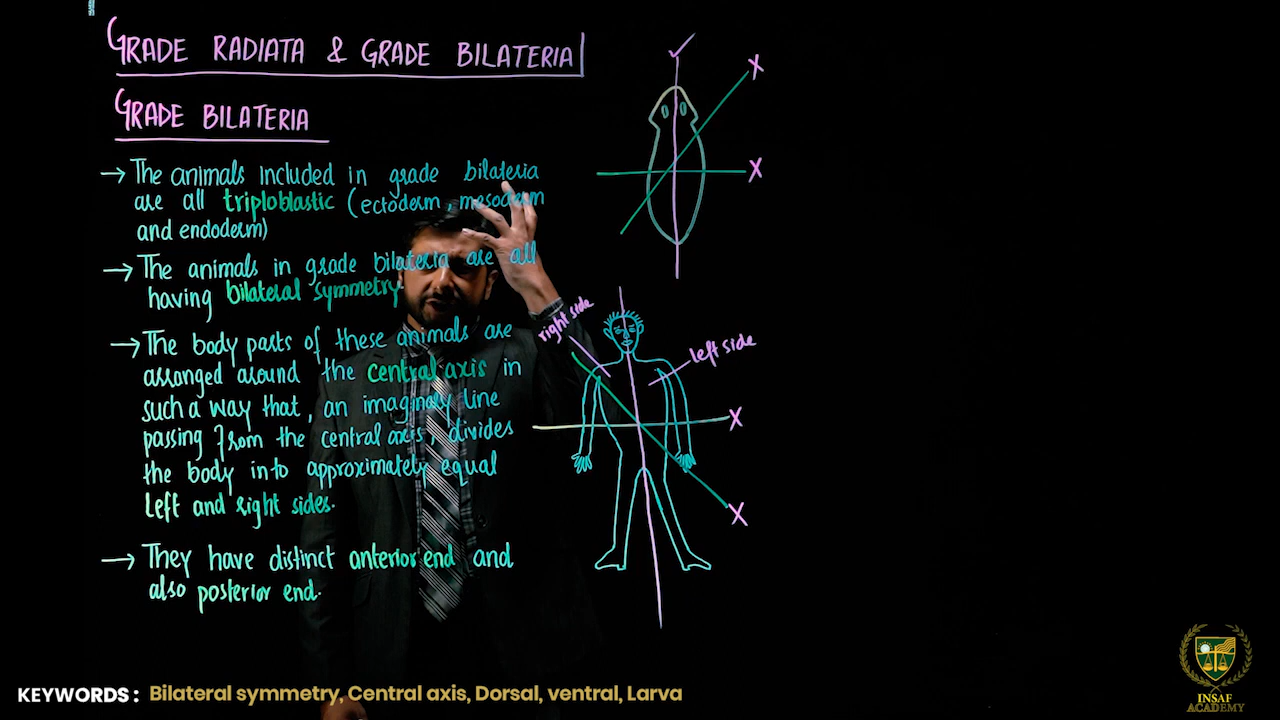 GRADE RADIATA & GRADE BILATERIA
GRADE BILATERIA
→ The animals included in grade bilateria
are all triploblastic (ectoderm, mesoderm
and endoderm)
→ The animals in grade bilateria are all
having bilateral symmetry.
→ The body parts of these animals are
arranged around the central axis in
such a way that, an imaginary line
passing from the central axis, divides
the body into approximately equal
left and right sides.
→ They have distinct anterior end and
also posterior end.
✓
X
X
right side
left side
X
X
KEYWORDS: Bilateral symmetry, Central axis, Dorsal, ventral, Larva
INSAF
ACADEMY